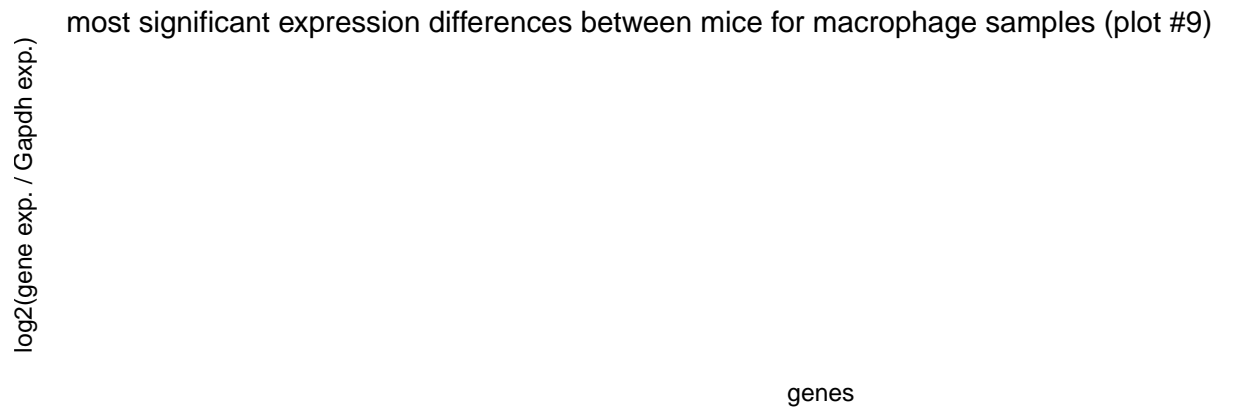 most significant expression differences between mice for macrophage samples (plot #9)
log2(gene exp. / Gapdh exp.)
genes